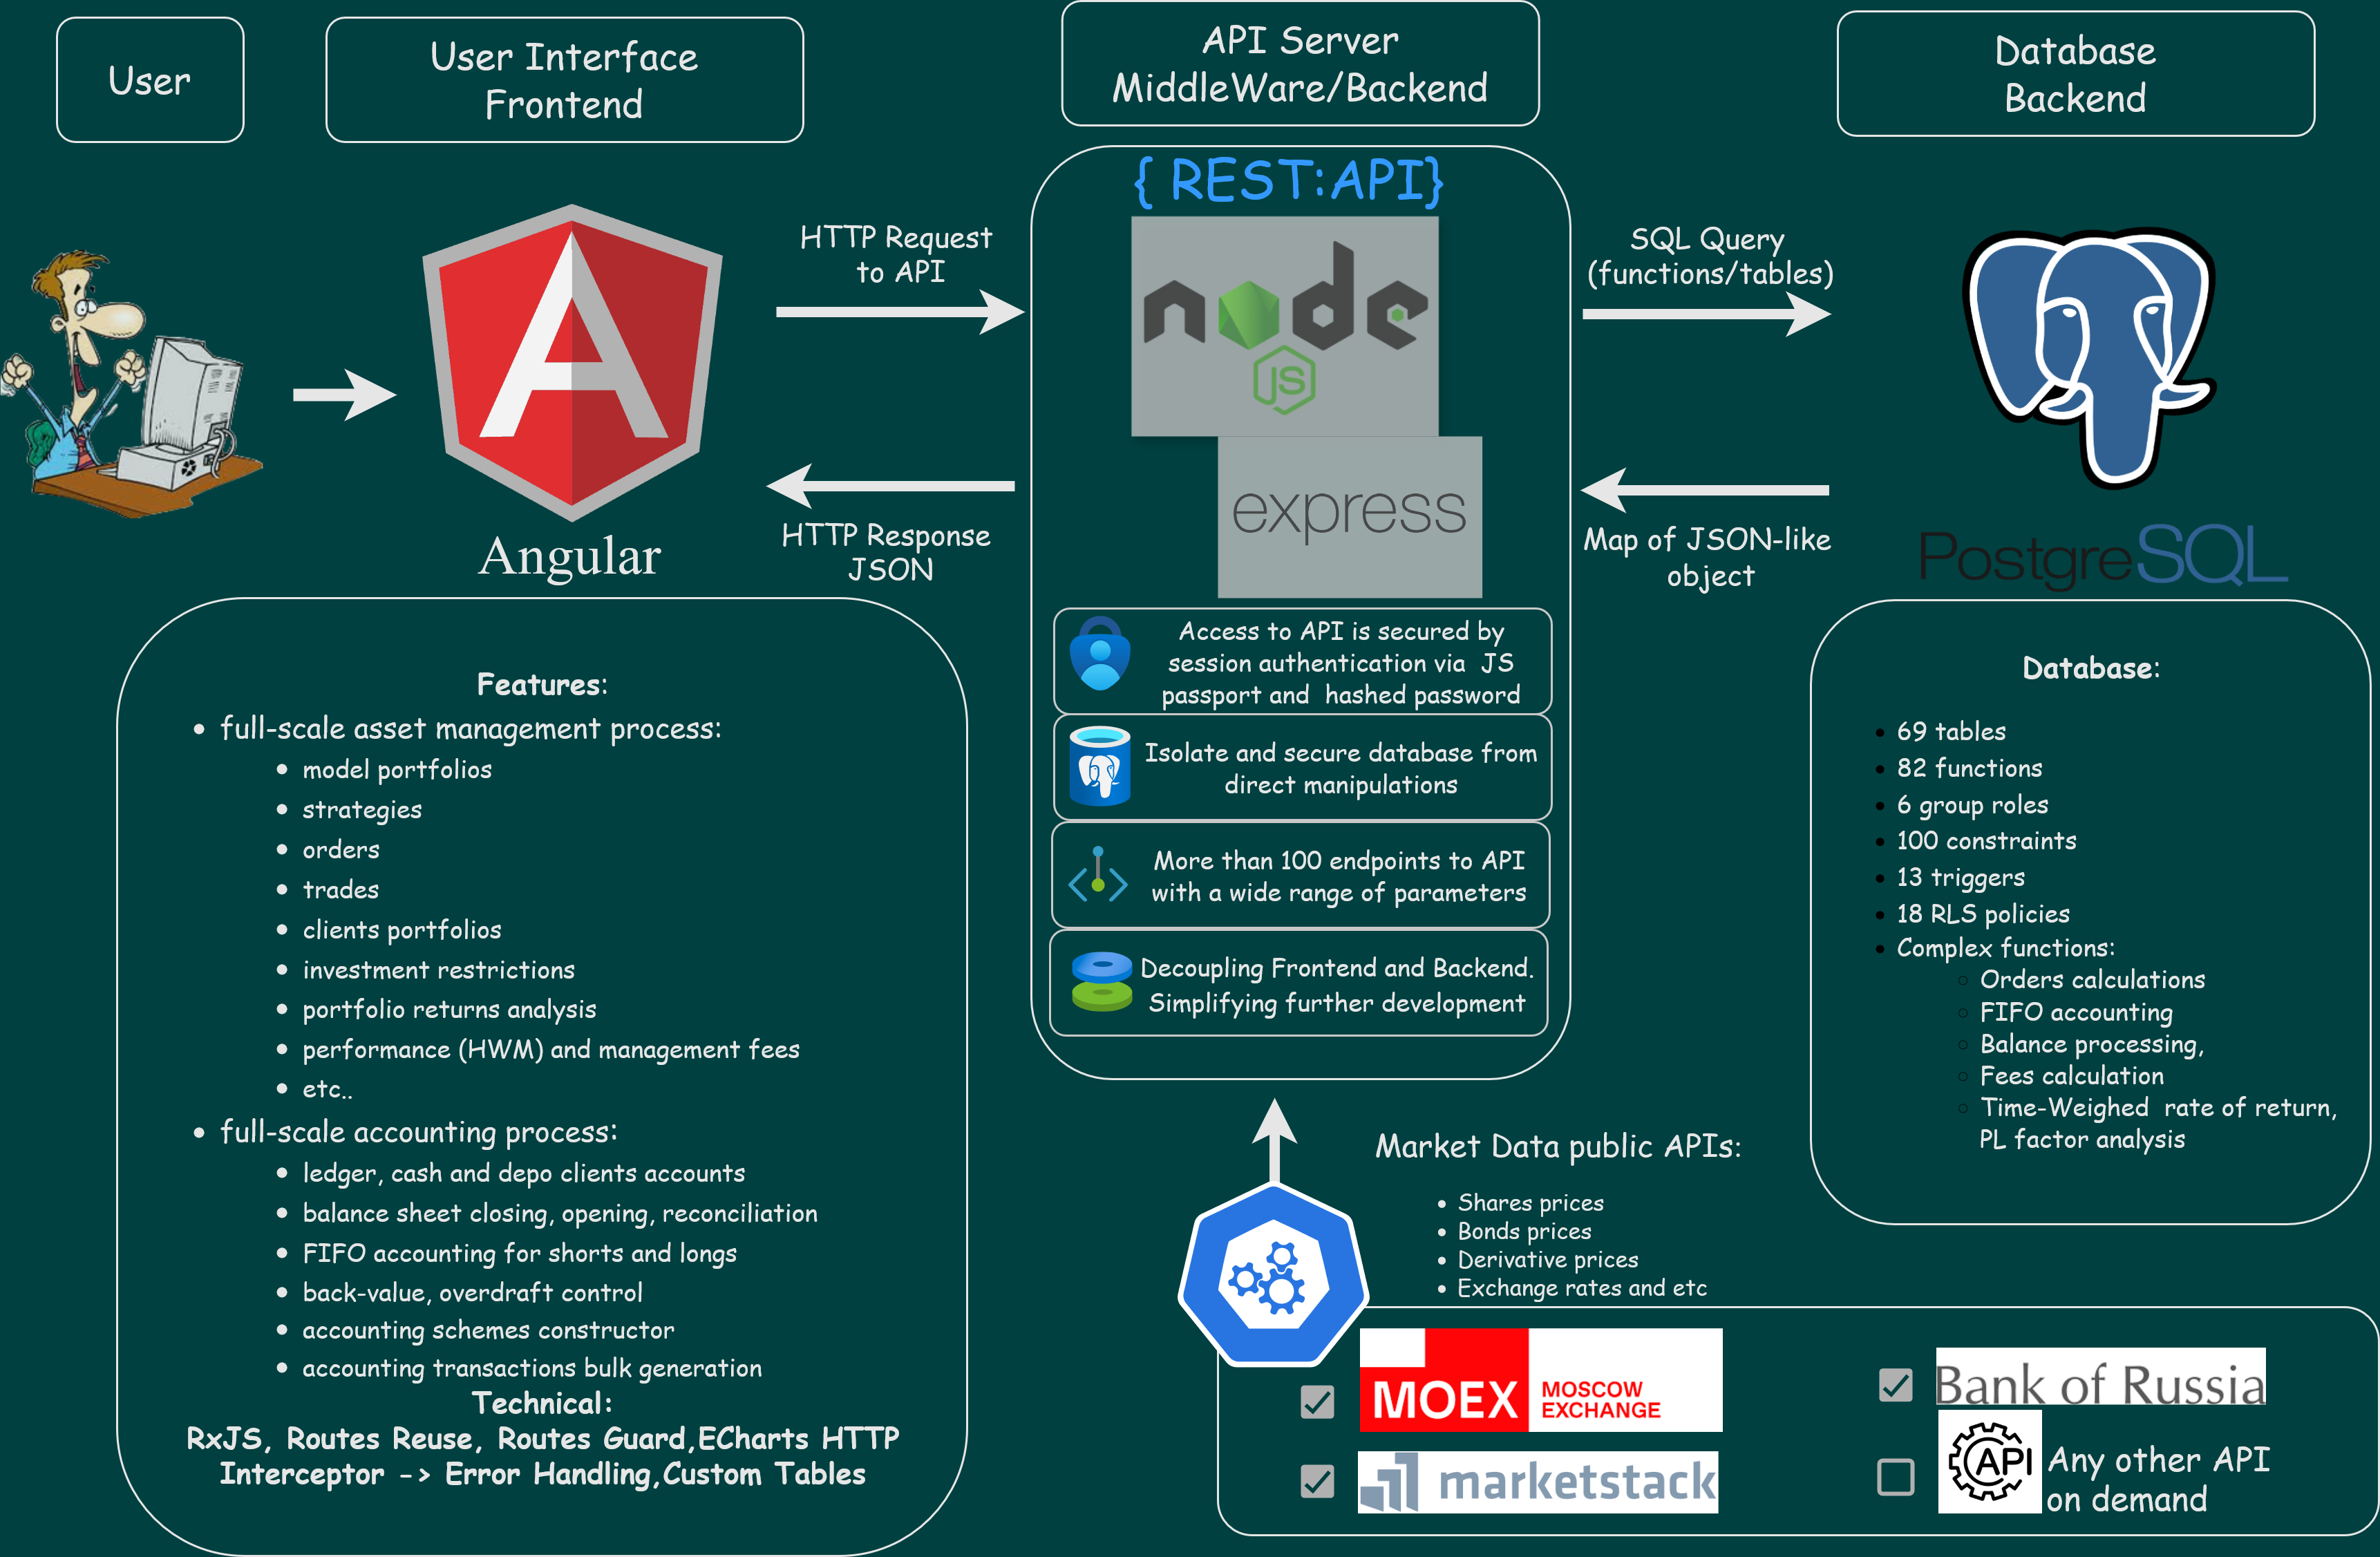 User
User Interface
Frontend
API Server
MiddleWare/Backend
Database
Backend
HTTP Request
to API
HTTP Response
JSON
Angular
{ REST:API}
node
JS
express
SQL Query
(functions/tables)
Map of JSON-like
object
PostgreSQL
Features:
full-scale asset management process:
model portfolios
strategies
orders
trades
clients portfolios
investment restrictions
portfolio returns analysis
performance (HWM) and management fees
etc..
full-scale accounting process:
ledger, cash and depo clients accounts
balance sheet closing, opening, reconciliation
FIFO accounting for shorts and longs
back-value, overdraft control
accounting schemes constructor
accounting transactions bulk generation
Technical:
RxJS, Routes Reuse, Routes Guard,ECharts HTTP
Interceptor -> Error Handling,Custom Tables
Access to API is secured by
session authentication via JS
passport and hashed password
Isolate and secure database from
direct manipulations
More than 100 endpoints to API
with a wide range of parameters
Decoupling Frontend and Backend.
Simplifying further development
Database:
69 tables
82 functions
6 group roles
100 constraints
13 triggers
18 RLS policies
Complex functions:
Orders calculations
FIFO accounting
Balance processing,
Fees calculation
Time-Weighed rate of return,
PL factor analysis
Market Data public APIs:
Shares prices
Bonds prices
Derivative prices
Exchange rates and etc
MOEX
MOSCOW
EXCHANGE
marketstack
Bank of Russia
API
Any other API
on demand